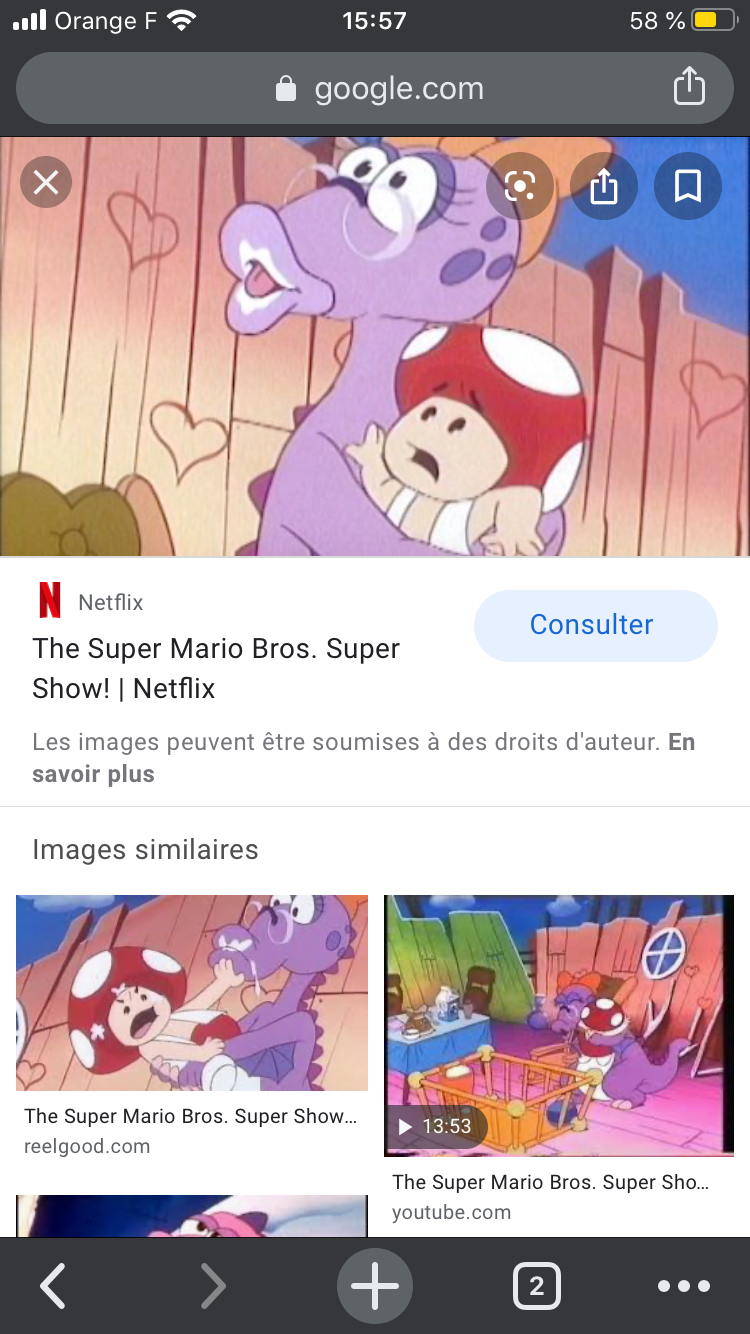 Orange F 15:57 58 %
google.com
Netflix
Consulter
The Super Mario Bros. Super
Show! | Netflix
Les images peuvent être soumises à des droits d'auteur. En
savoir plus
Images similaires
13:53
The Super Mario Bros. Super Show...
reelgood.com
The Super Mario Bros. Super Sho...
youtube.com
2